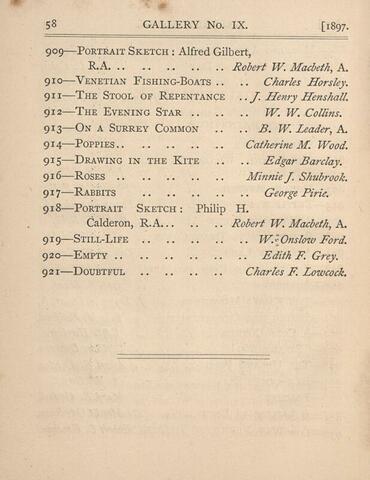 58 GALLERY No. IX. [1897.
909—PORTRAIT SKETCH: Alfred Gilbert,
R.A. .. .. .. .. .. Robert W. Macbeth, A.
910—VENETIAN FISHING-BOATS .. .. Charles Horsley.
911—THE STOOL OF REPENTANCE .. J. Henry Henshall.
912—THE EVENING STAR .. .. W. W. Collins.
913—ON A SURREY COMMON .. B. W. Leader, A.
914—POPPIES.. .. .. .. Catherine M. Wood.
915—DRAWING IN THE KITE .. .. Edgar Barclay.
916—ROSES .. .. .. .. Minnie J. Shubrook.
917—RABBITS .. .. .. .. George Pirie.
918—PORTRAIT SKETCH: Philip H.
Calderon, R.A... .. .. Robert W. Macbeth, A.
919—STILL-LIFE .. .. .. W. Onslow Ford.
920—EMPTY .. .. .. .. Edith F. Grey.
921—DOUBTFUL .. .. .. Charles F. Lowcock.